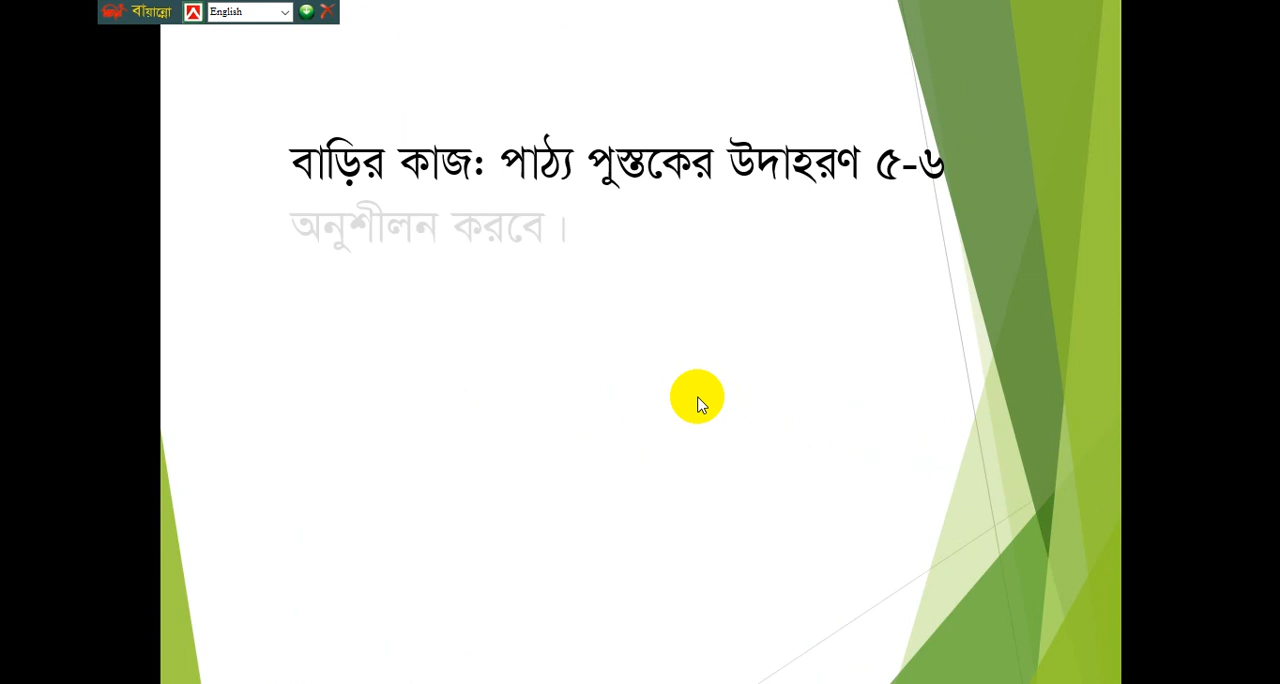 বায়ান্নো English
বাড়ির কাজ: পাঠ্য পুস্তকের উদাহরণ ৫-৬
অনুশীলন করবে।